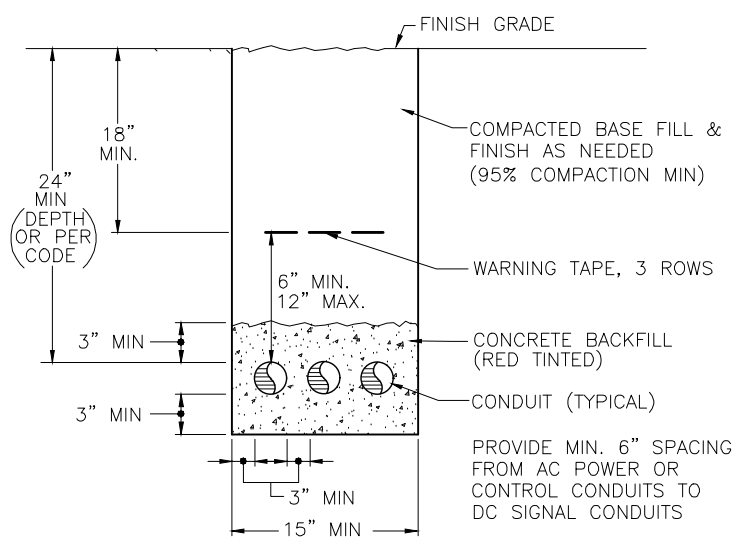 FINISH GRADE
18”
MIN.
COMPACTED BASE FILL &
FINISH AS NEEDED
(95% COMPACTION MIN)
24”
MIN
(DEPTH
OR PER
CODE)
WARNING TAPE, 3 ROWS
6” MIN.
12” MAX.
3” MIN
CONCRETE BACKFILL
(RED TINTED)
CONDUIT (TYPICAL)
3” MIN
PROVIDE MIN. 6” SPACING
FROM AC POWER OR
CONTROL CONDUITS TO
DC SIGNAL CONDUITS
3” MIN
15” MIN